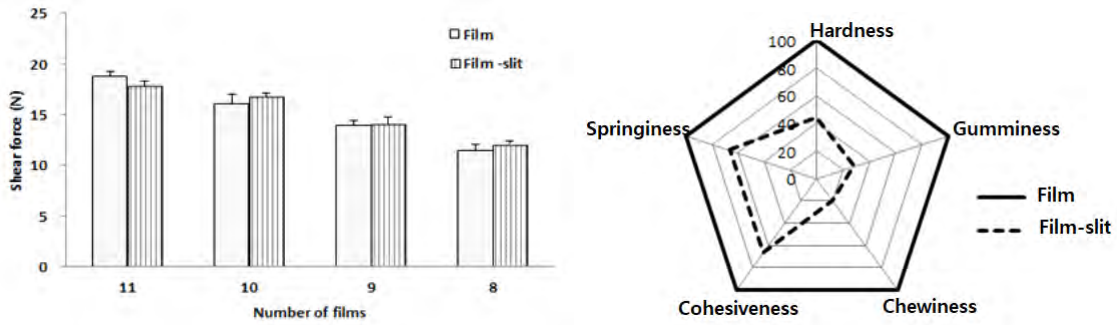 25
20
15
10
5
0
Shear force (N)
Film
Film -slit
11
10
9
8
Number of films
Hardness
100
80
60
40
20
0
Springiness
Gumminess
Cohesiveness
Chewiness
Film
Film-slit